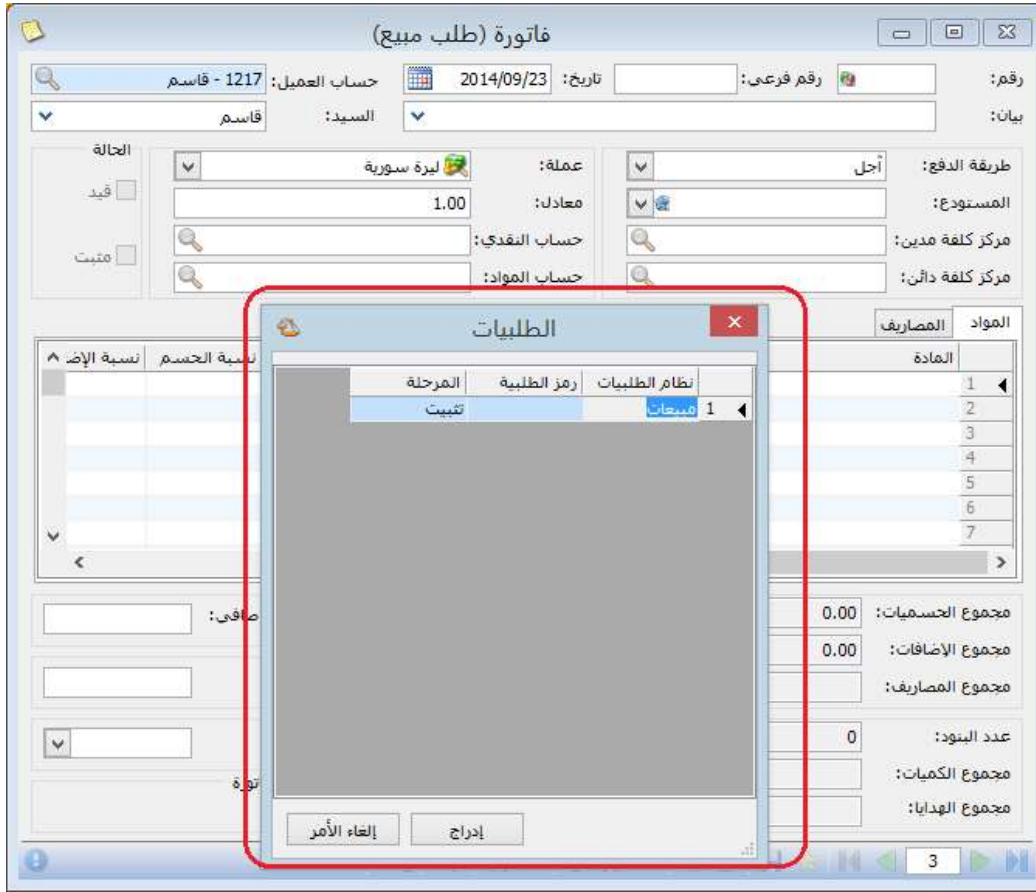 فاتورة (طلب مبيع)
رقم: رقم فرعي: تاريخ: 2014/09/23 حساب العميل: 1217 - قاسم
بيان: السيد: قاسم
طريقة الدفع: آجل عملة: ليرة سورية الحالة
المستودع: معادل: 1.00 قيد
مركز كلفة مدين: حساب النقدي:
مركز كلفة دائن: حساب المواد: مثبت
المواد المصاريف
المادة نسبة الحسم نسبة الإض
1
2
3
4
5
6
7
الطلبيات
نظام الطلبيات رمز الطلبية المرحلة
1 مبيعات تثبيت
إدراج إلغاء الأمر
مجموع الحسميات: 0.00 صافي:
مجموع الإضافات: 0.00
مجموع المصاريف:
عدد البنود: 0
مجموع الكميات:
مجموع الهدايا:
3